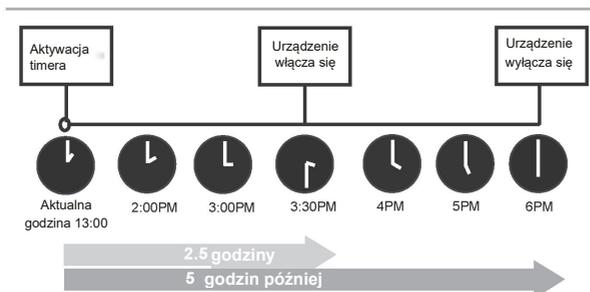 Aktywacja
timera
Urządzenie
włącza się
Urządzenie
wyłącza się
Aktualna
godzina 13:00
2:00PM
3:00PM
3:30PM
4PM
5PM
6PM
2.5 godziny
5 godzin później